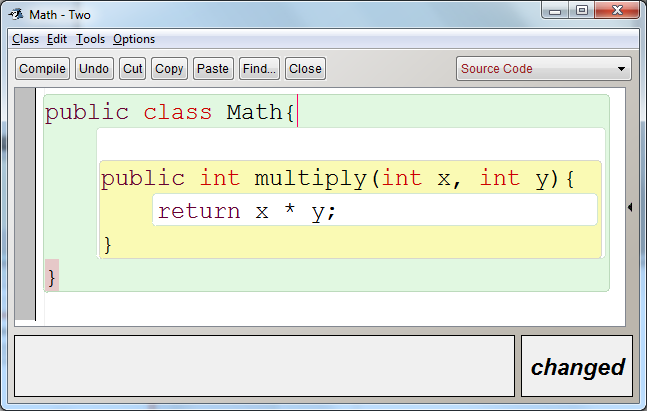 Math - Two
Class Edit Tools Options
Compile Undo Cut Copy Paste Find... Close Source Code
public class Math{
public int multiply(int x, int y){
return x * y;
}
}
changed